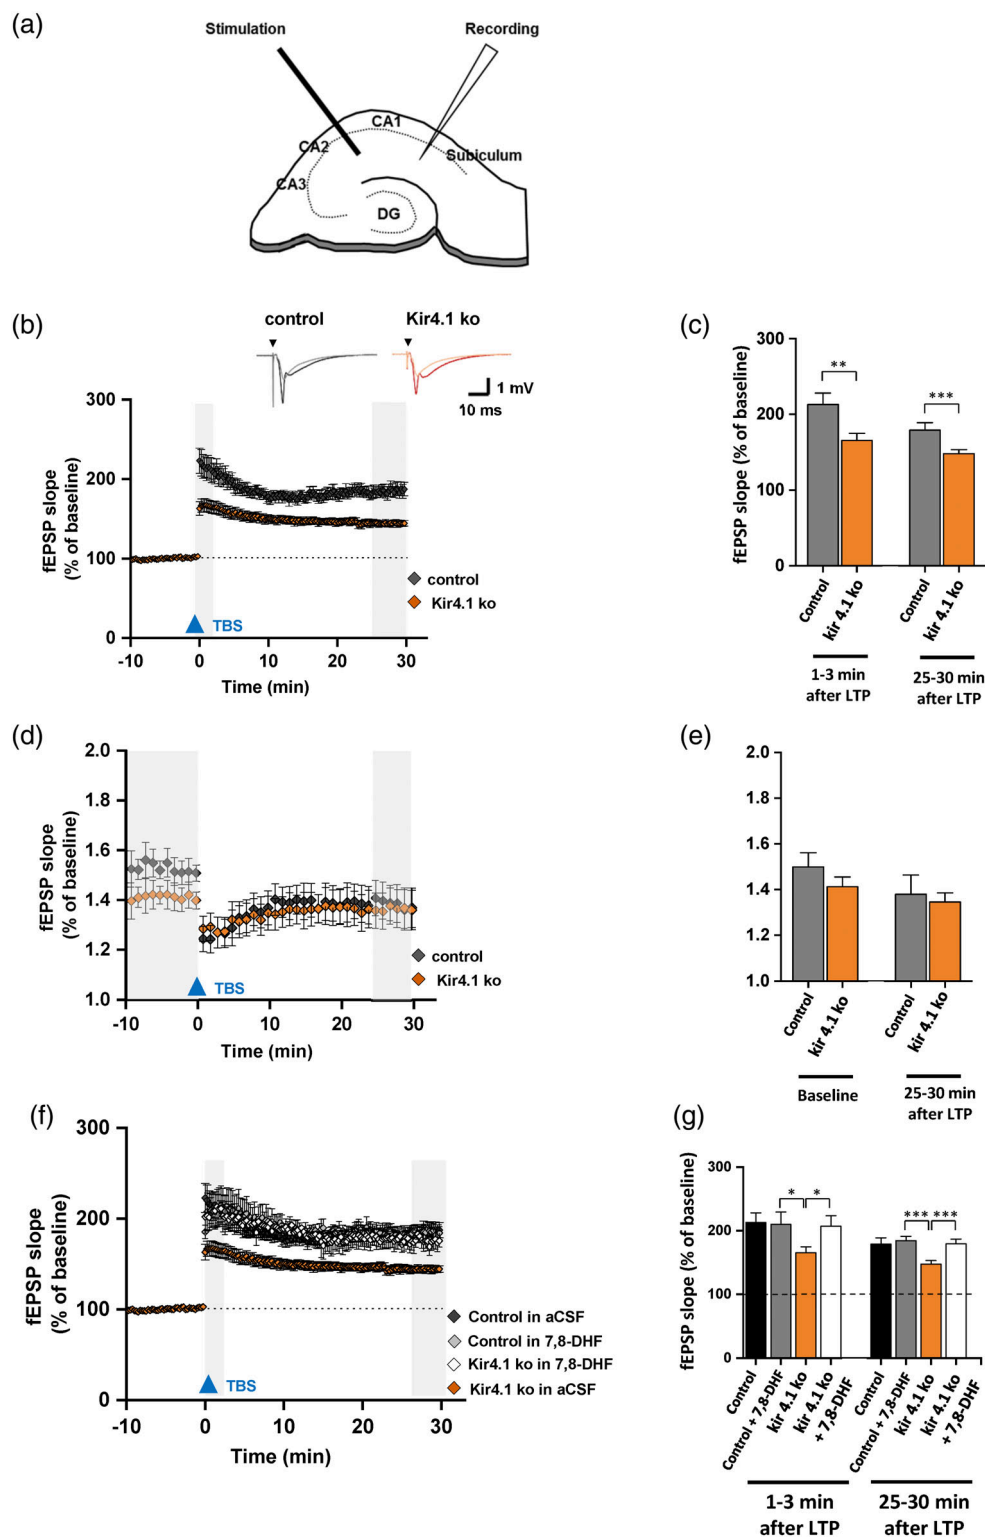 (a)
Stimulation
Recording
CA1
CA2
Subiculum
CA3
DG
(b)
control
Kir4.1 ko
1 mV
10 ms
fEPSP slope
(% of baseline)
300
200
100
0
control
Kir4.1 ko
TBS
-10
0
10
20
30
Time (min)
(c)
fEPSP slope (% of baseline)
300
200
100
0
**
***
Control
kir 4.1 ko
Control
kir 4.1 ko
1-3 min
after LTP
25-30 min
after LTP
(d)
fEPSP slope
(% of baseline)
2.0
1.8
1.6
1.4
1.2
1.0
control
Kir4.1 ko
TBS
-10
0
10
20
30
Time (min)
(e)
2.0
1.8
1.6
1.4
1.2
1.0
Control
kir 4.1 ko
Control
kir 4.1 ko
Baseline
25-30 min
after LTP
(f)
fEPSP slope
(% of baseline)
300
200
100
0
Control in aCSF
Control in 7,8-DHF
Kir4.1 ko in 7,8-DHF
Kir4.1 ko in aCSF
TBS
-10
0
10
20
30
Time (min)
(g)
fEPSP slope (% of baseline)
300
200
100
0
*
*
***
***
Control
Control + 7,8-DHF
kir 4.1 ko
kir 4.1 ko
+ 7,8-DHF
Control
Control + 7,8-DHF
kir 4.1 ko
kir 4.1 ko
+ 7,8-DHF
1-3 min
after LTP
25-30 min
after LTP